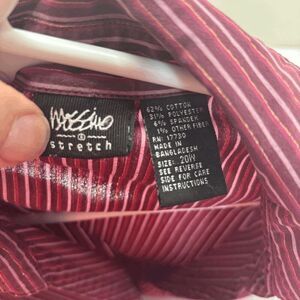 Mossimo
stretch
62% COTTON
31% POLYESTER
6% SPANDEX
1% OTHER FIBER
RN: 17730
MADE IN
BANGLADESH
SIZE: 20W
SEE REVERSE
SIDE FOR CARE
INSTRUCTIONS